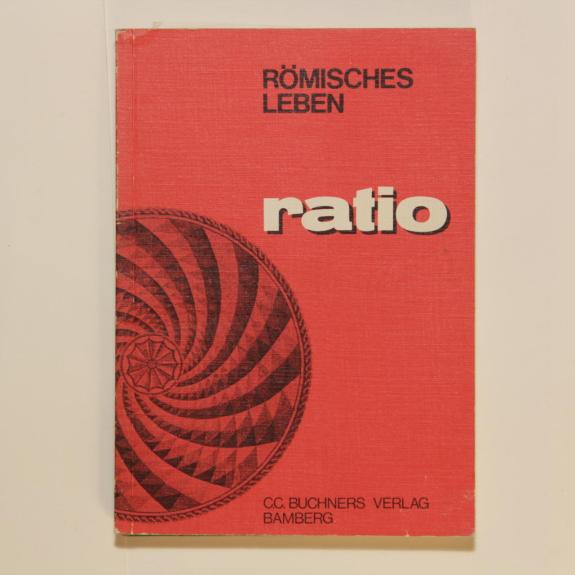 RÖMISCHES
LEBEN
ratio
C.C. BUCHNERS VERLAG
BAMBERG